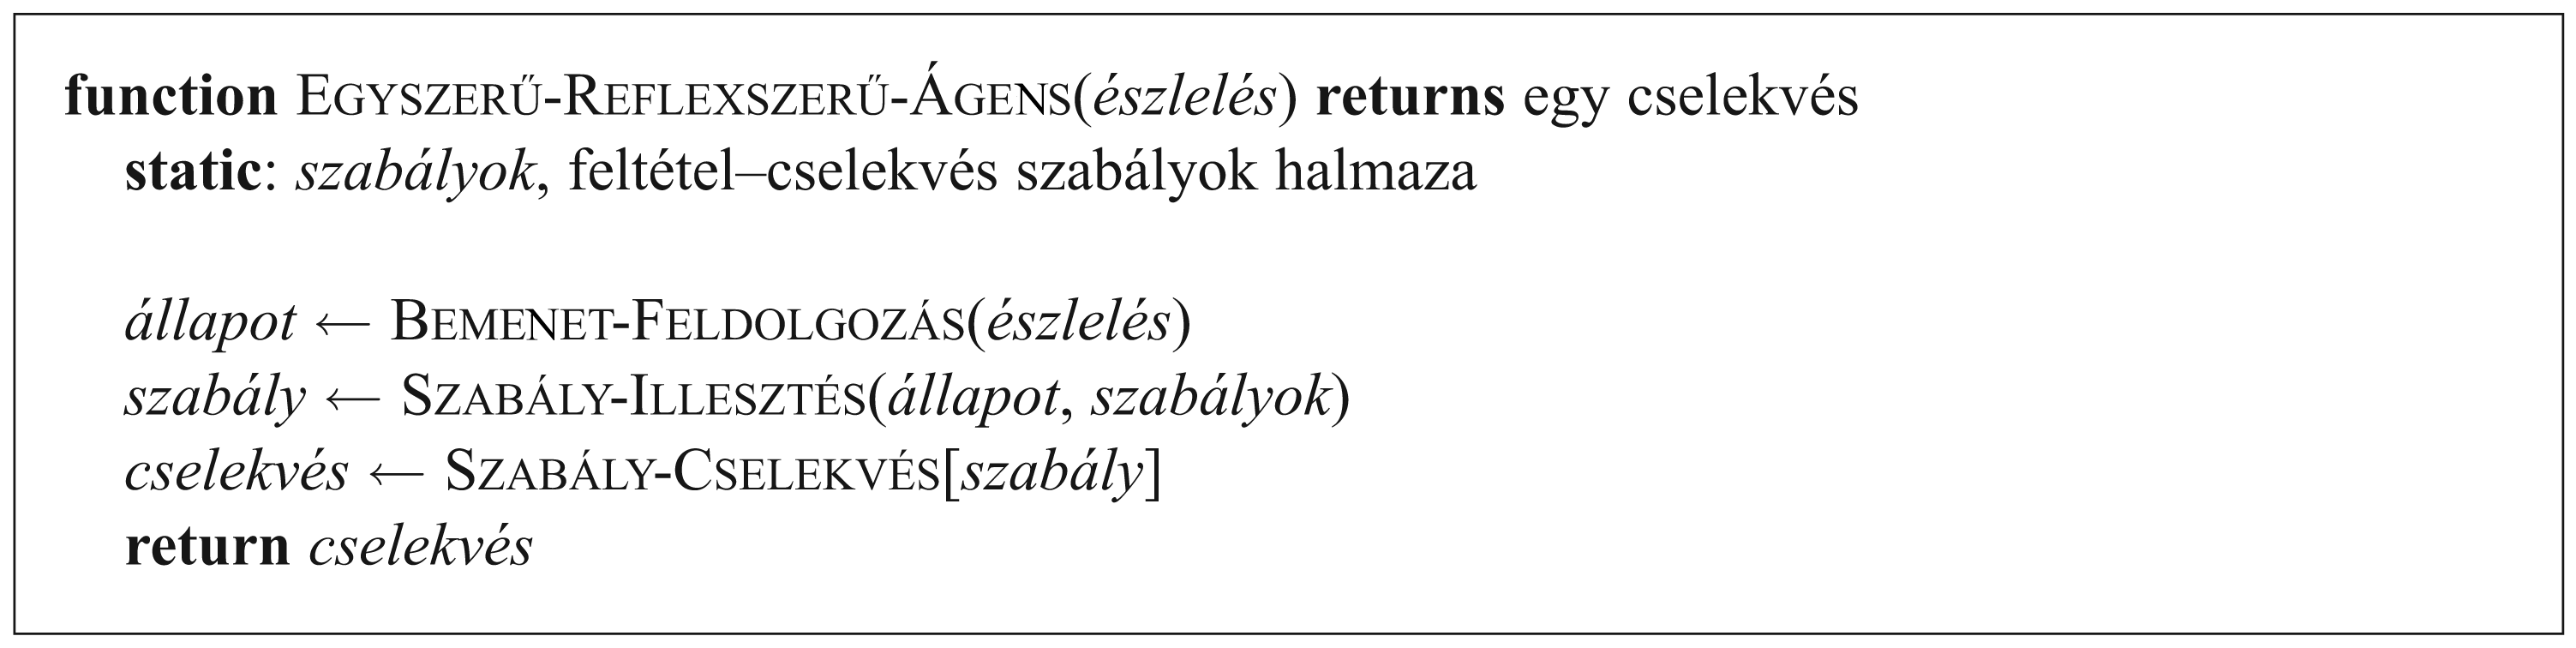 function EGYSZERŰ-REFLEXSZERŰ-ÁGENS(észlelés) returns egy cselekvés
static: szabályok, feltétel–cselekvés szabályok halmaza
állapot ← BEMENET-FELDOLGOZÁS(észlelés)
szabály ← SZABÁLY-ILLESZTÉS(állapot, szabályok)
cselekvés ← SZABÁLY-CSELEKVÉS[szabály]
return cselekvés